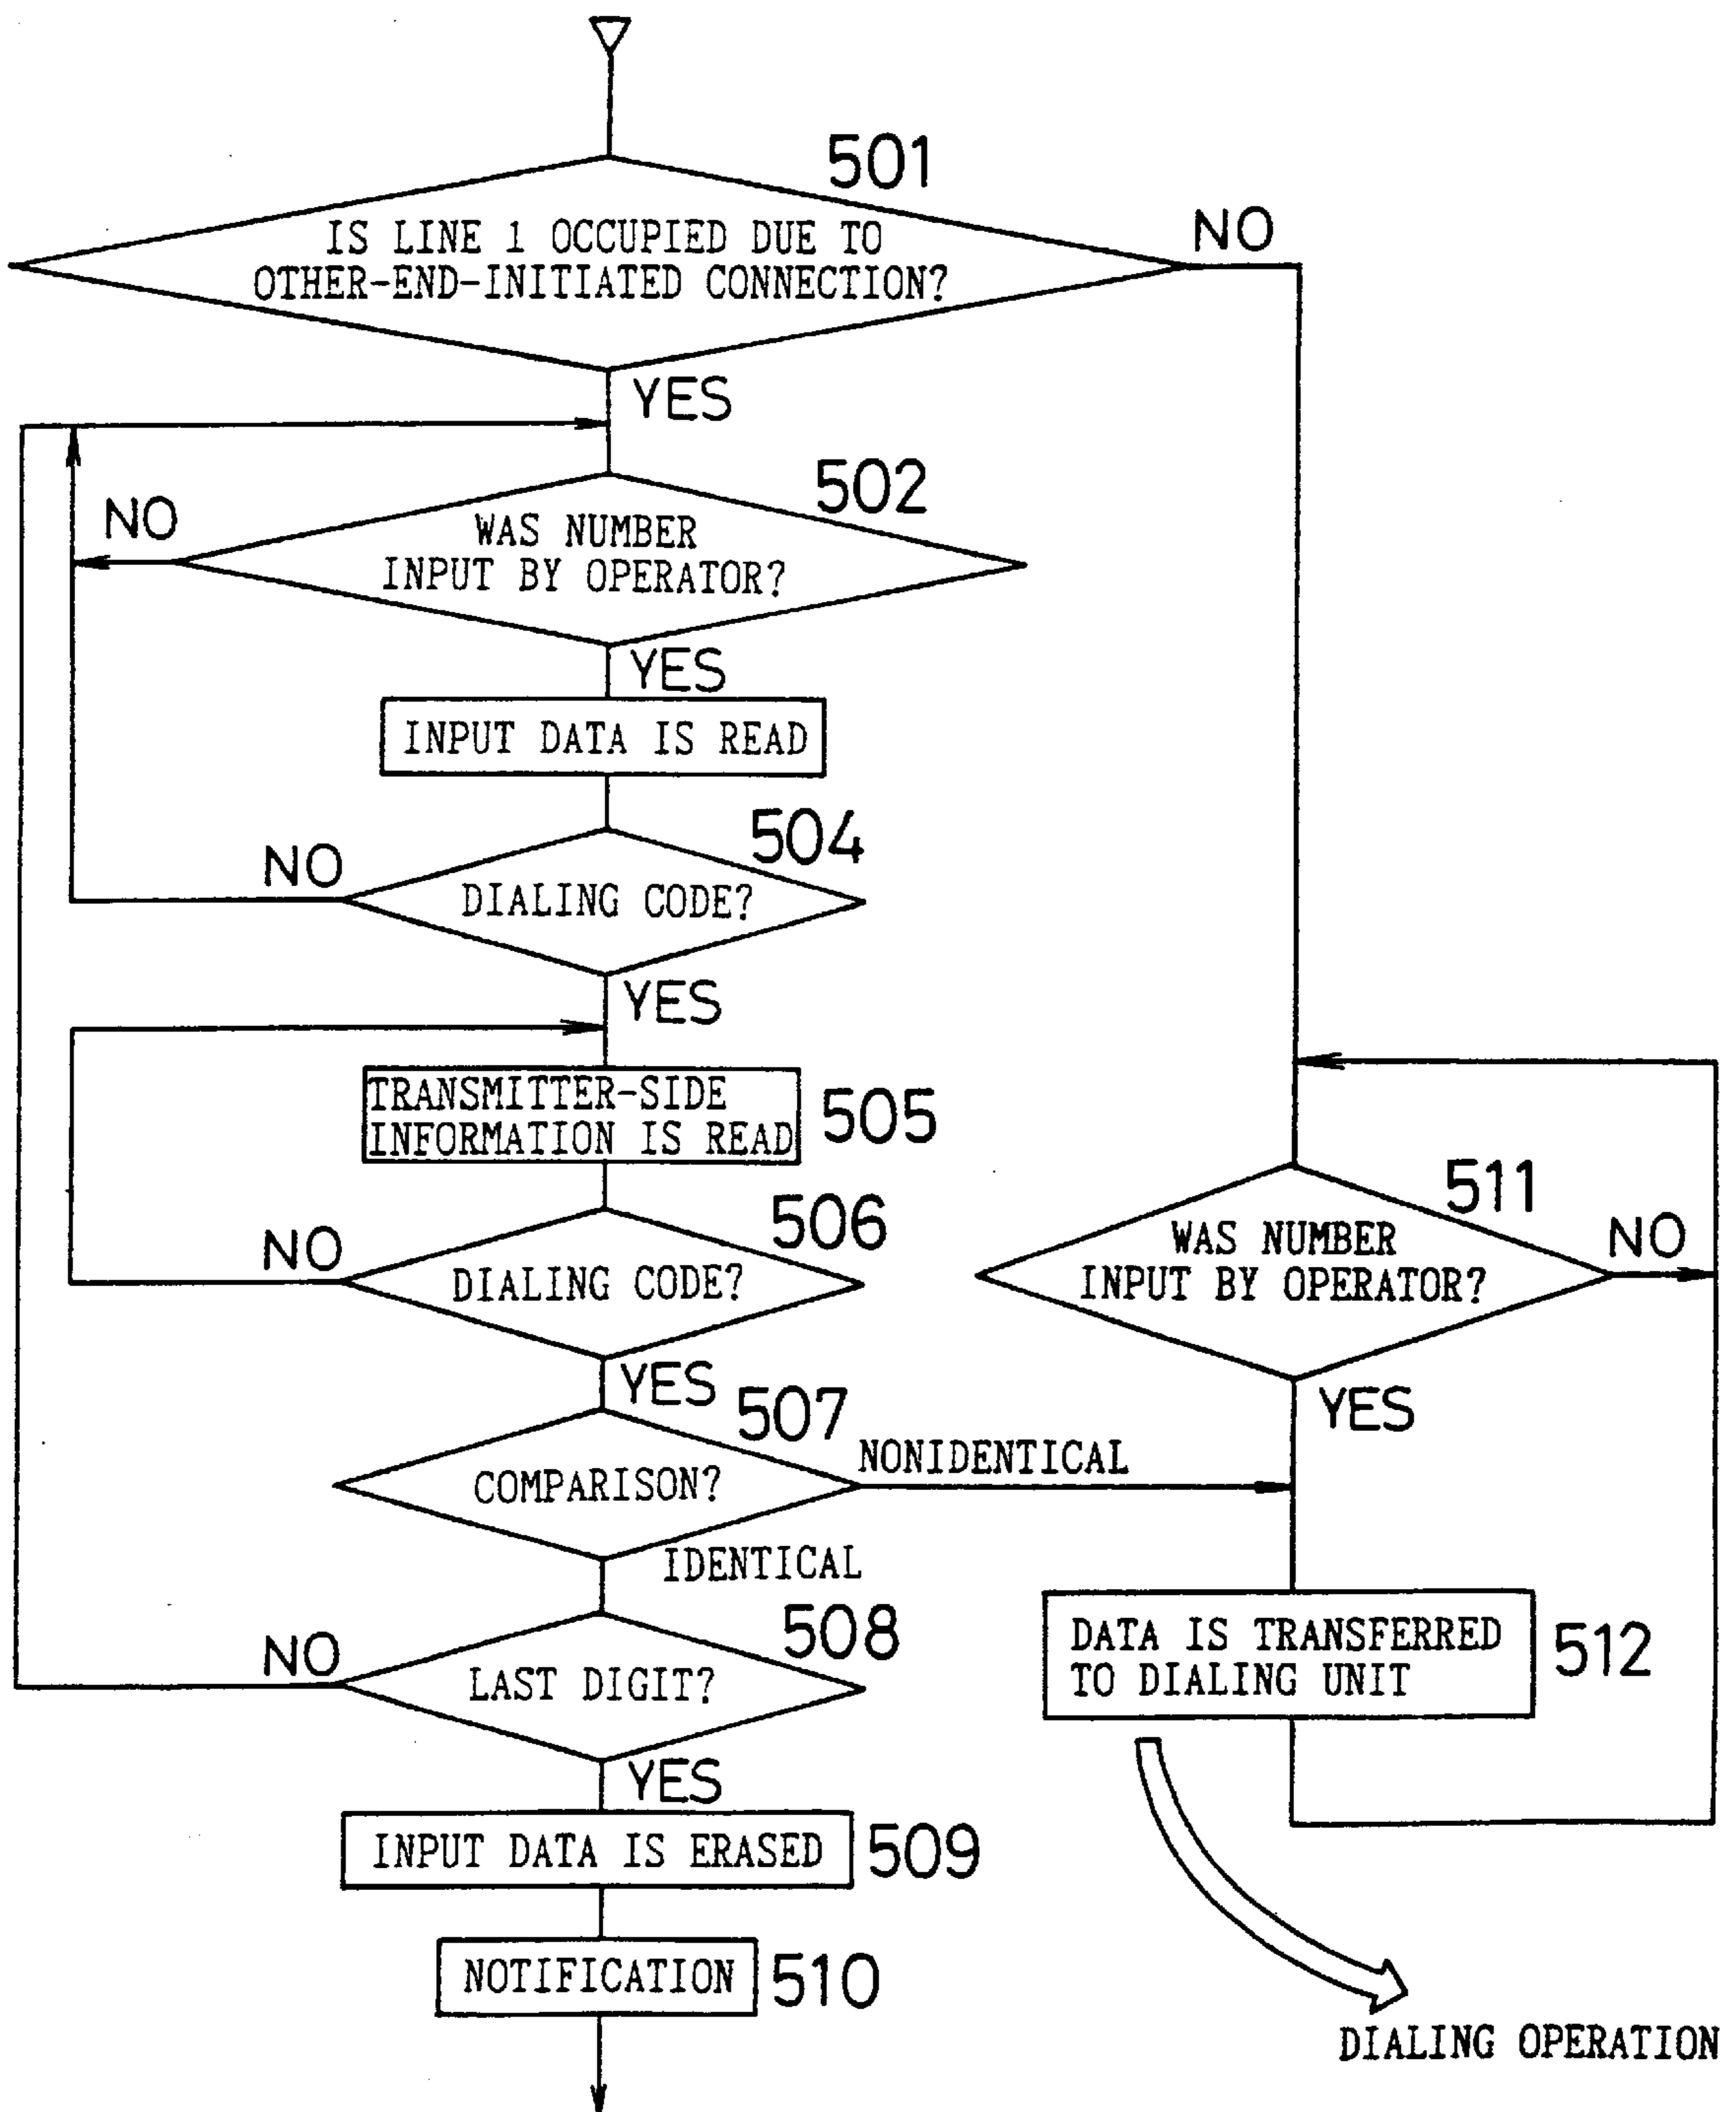 501
IS LINE 1 OCCUPIED DUE TO
OTHER-END-INITIATED CONNECTION?
NO
YES
502
NO
WAS NUMBER
INPUT BY OPERATOR?
YES
INPUT DATA IS READ
504
NO
DIALING CODE?
YES
TRANSMITTER-SIDE
INFORMATION IS READ
505
506
NO
DIALING CODE?
YES
507
COMPARISON?
NONIDENTICAL
IDENTICAL
508
NO
LAST DIGIT?
YES
INPUT DATA IS ERASED
509
NOTIFICATION
510
511
WAS NUMBER
INPUT BY OPERATOR?
NO
YES
DATA IS TRANSFERRED
TO DIALING UNIT
512
DIALING OPERATION